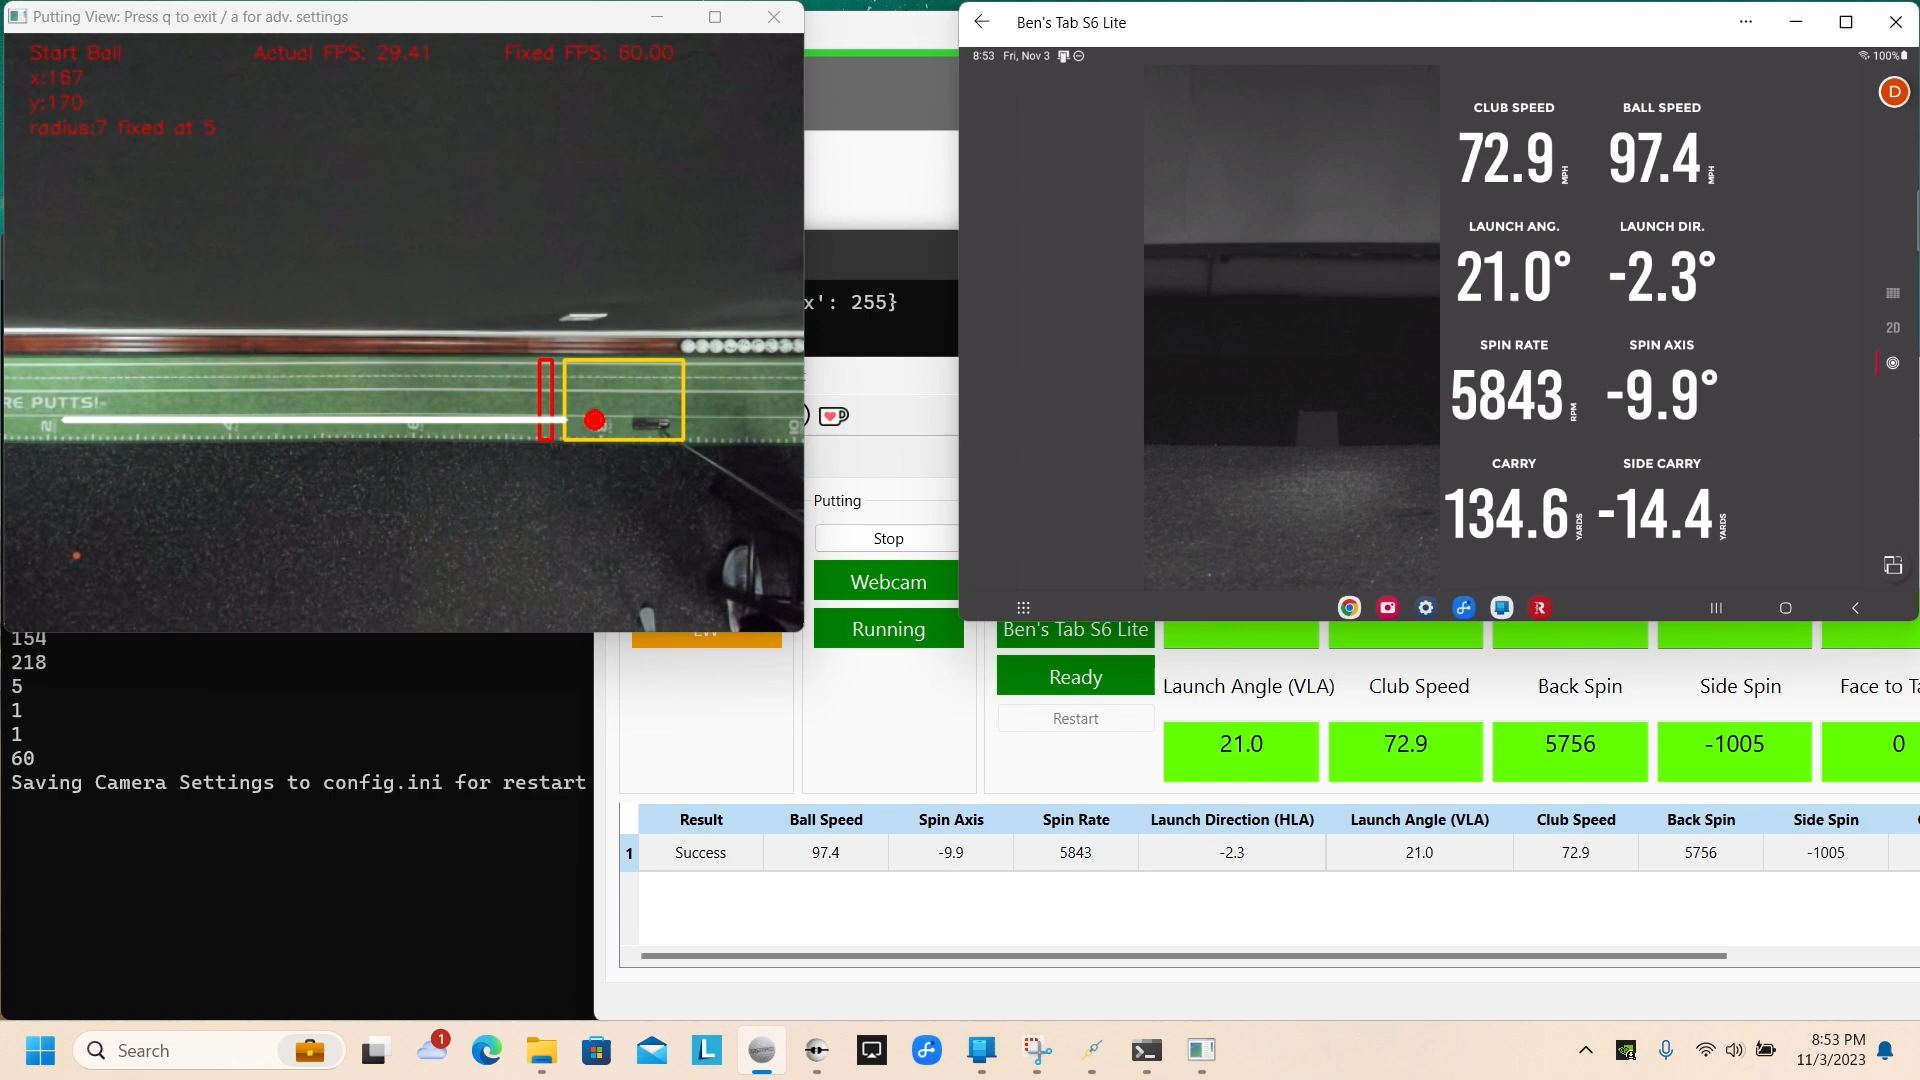 Putting View: Press q to exit / a for adv. settings
Start Ball
Actual FPS: 29.41
Fixed FPS: 60.00
x:167
y:170
radius:7 fixed at 5
RE PUTTS!-
Ben's Tab S6 Lite
8:53 Fri, Nov 3
100%
D
CLUB SPEED
BALL SPEED
72.9 MPH
97.4 MPH
LAUNCH ANG.
LAUNCH DIR.
21.0°
-2.3°
SPIN RATE
SPIN AXIS
5843 RPM
-9.9°
CARRY
SIDE CARRY
134.6 YARDS
-14.4 YARDS
2D
x': 255}
Putting
Stop
Webcam
Running
Ben's Tab S6 Lite
Ready
Restart
Launch Angle (VLA)
Club Speed
Back Spin
Side Spin
Face to Ta
21.0
72.9
5756
-1005
0
154
218
5
1
1
60
Saving Camera Settings to config.ini for restart
Result Ball Speed Spin Axis Spin Rate Launch Direction (HLA) Launch Angle (VLA) Club Speed Back Spin Side Spin
1 Success 97.4 -9.9 5843 -2.3 21.0 72.9 5756 -1005
Search
1
8:53 PM
11/3/2023